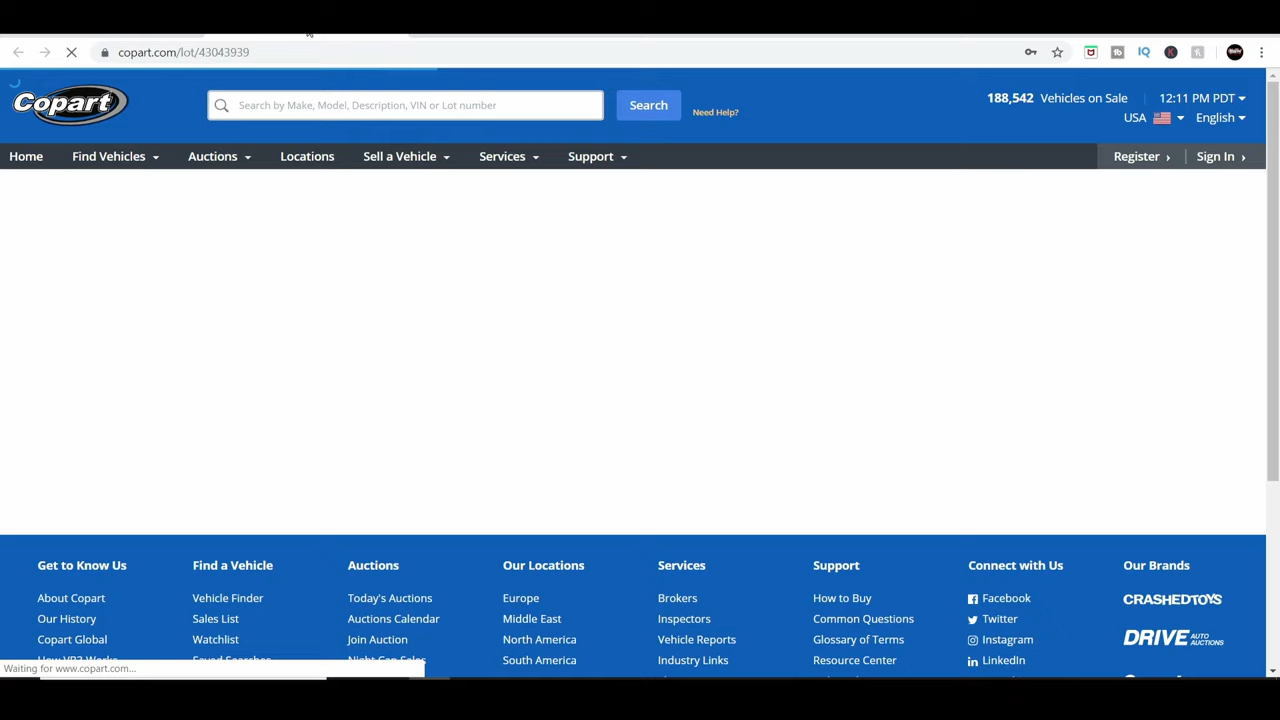 copart.com/lot/43043939
Copart
Search by Make, Model, Description, VIN or Lot number
Search
Need Help?
188,542 Vehicles on Sale
12:11 PM PDT
USA
English
Home
Find Vehicles
Auctions
Locations
Sell a Vehicle
Services
Support
Register
Sign In
Get to Know Us
Find a Vehicle
Auctions
Our Locations
Services
Support
Connect with Us
Our Brands
About Copart
Vehicle Finder
Today's Auctions
Europe
Brokers
How to Buy
Facebook
CRASHEDTOYS
Our History
Sales List
Auctions Calendar
Middle East
Inspectors
Common Questions
Twitter
Copart Global
Watchlist
Join Auction
North America
Vehicle Reports
Glossary of Terms
Instagram
DRIVE AUTO AUCTIONS
South America
Industry Links
Resource Center
LinkedIn
Waiting for www.copart.com...